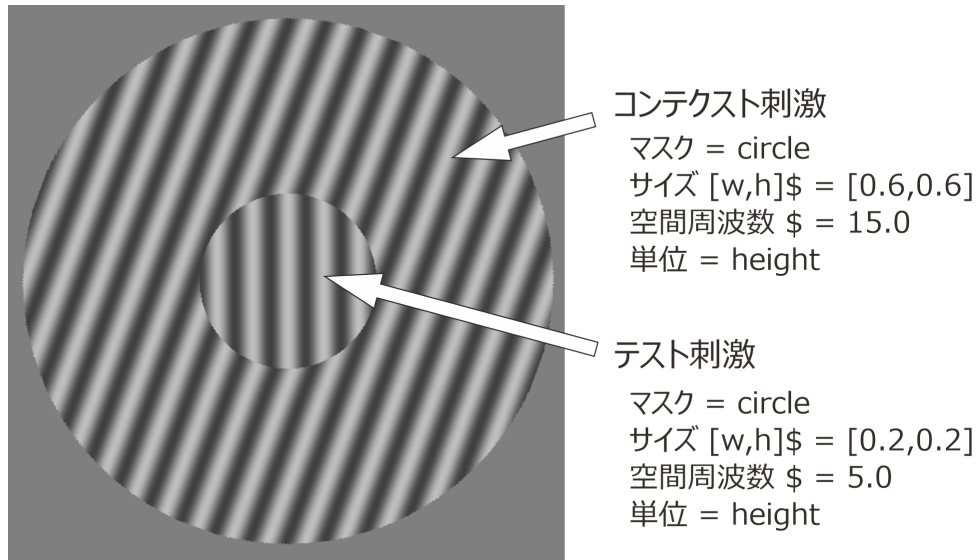 コンテクスト刺激
マスク = circle
サイズ [w,h]$ = [0.6,0.6]
空間周波数 $ = 15.0
単位 = height
テスト刺激
マスク = circle
サイズ [w,h]$ = [0.2,0.2]
空間周波数 $ = 5.0
単位 = height